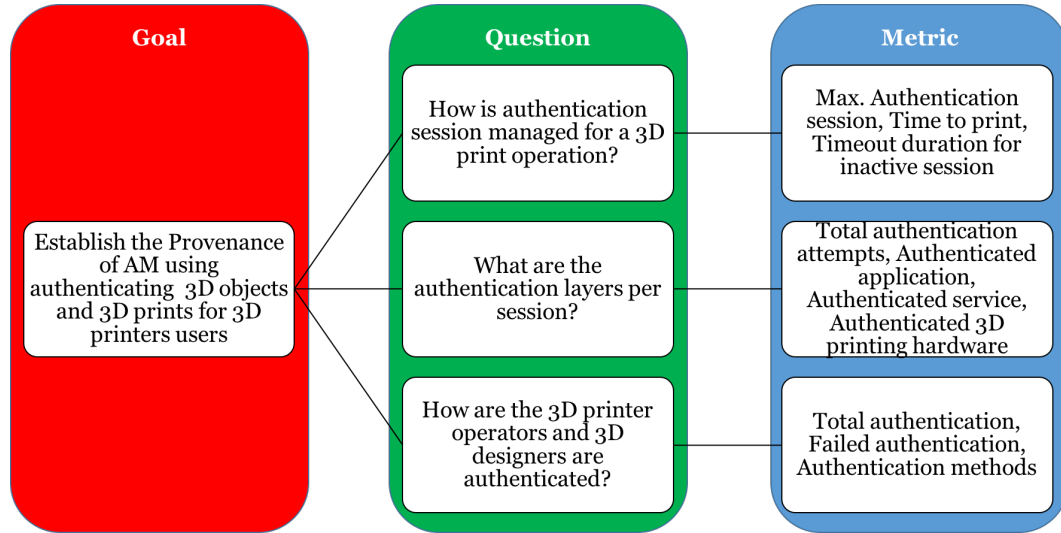 Goal
Establish the Provenance
of AM using
authenticating 3D objects
and 3D prints for 3D
printers users
Question
How is authentication
session managed for a 3D
print operation?
What are the
authentication layers per
session?
How are the 3D printer
operators and 3D
designers are
authenticated?
Metric
Max. Authentication
session, Time to print,
Timeout duration for
inactive session
Total authentication
attempts, Authenticated
application,
Authenticated service,
Authenticated 3D
printing hardware
Total authentication,
Failed authentication,
Authentication methods